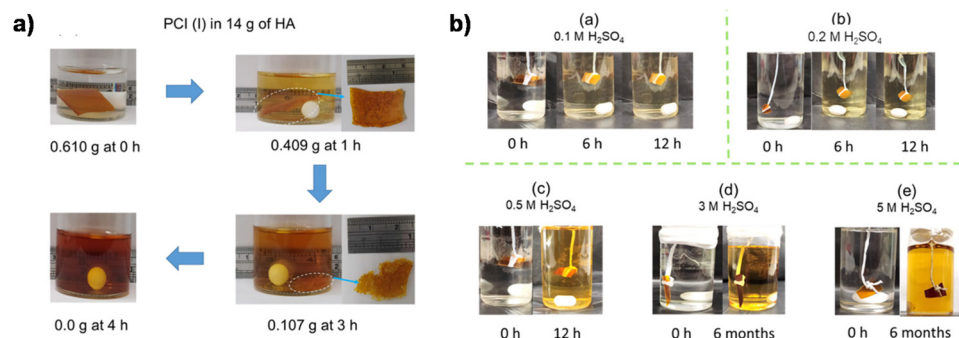 a)
PCI (I) in 14 g of HA
0.610 g at 0 h
0.409 g at 1 h
0.0 g at 4 h
0.107 g at 3 h
b)
(a)
0.1 M H₂SO₄
0 h 6 h 12 h
(b)
0.2 M H₂SO₄
0 h 6 h 12 h
(c)
0.5 M H₂SO₄
0 h 12 h
(d)
3 M H₂SO₄
0 h 6 months
(e)
5 M H₂SO₄
0 h 6 months